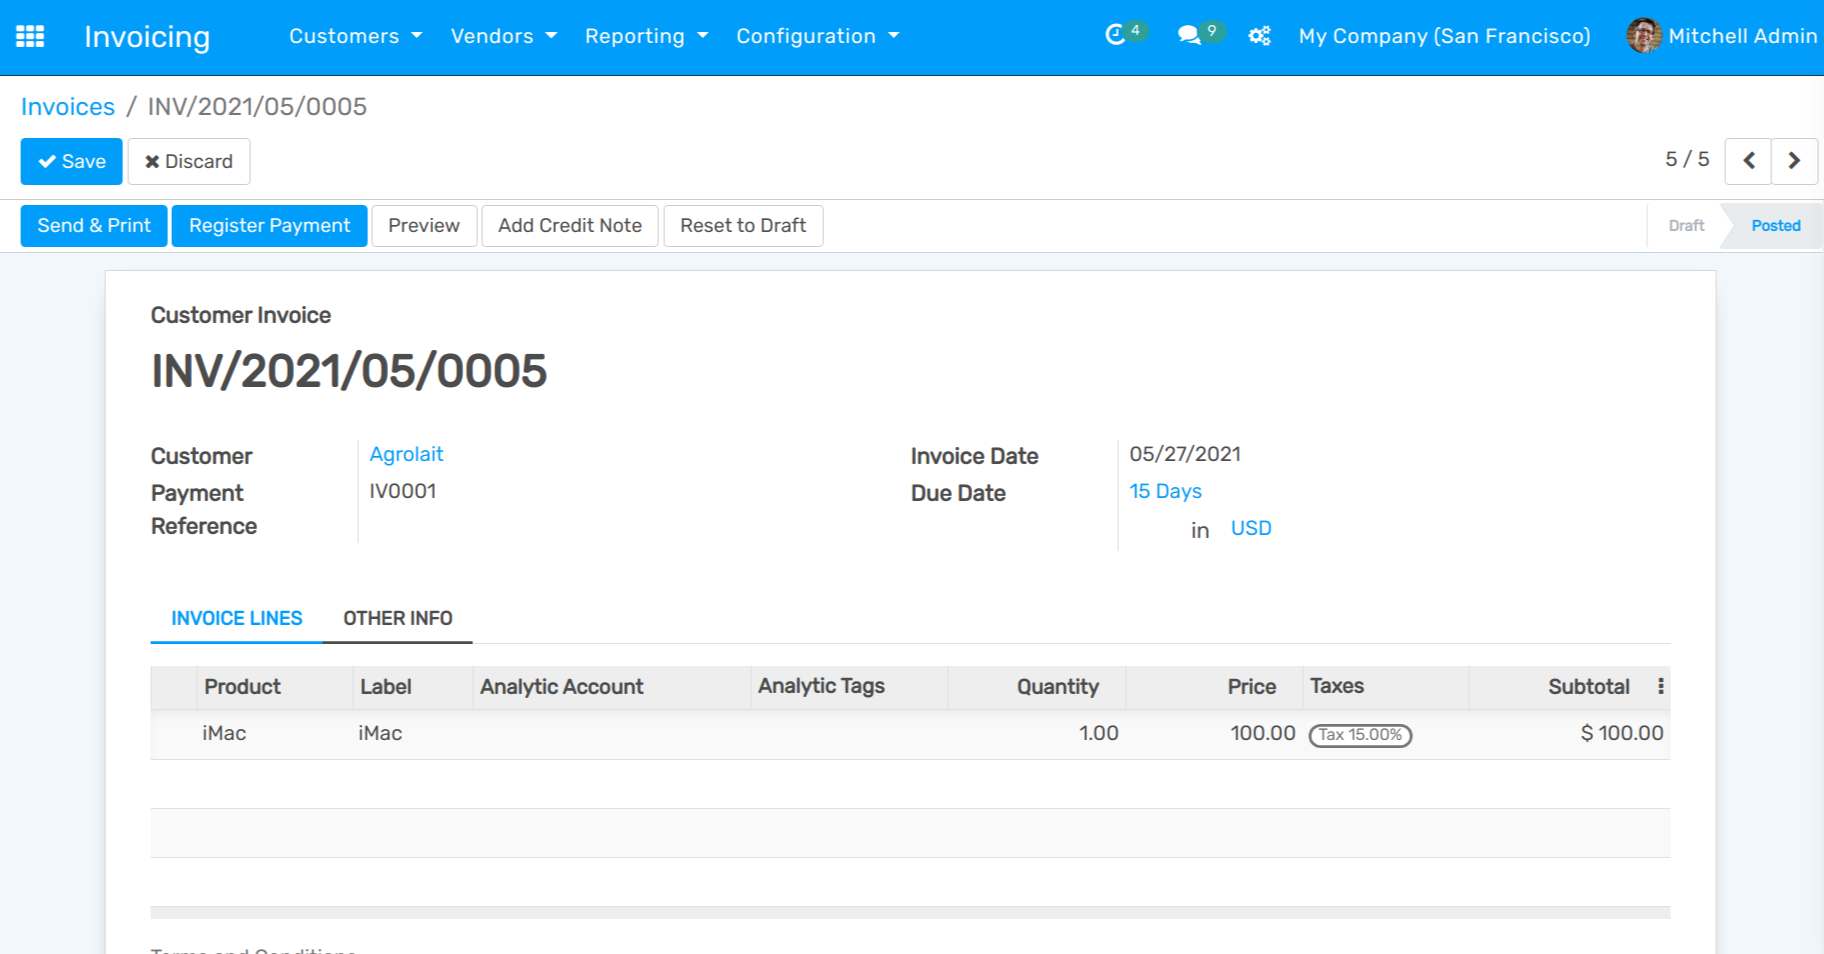 Invoicing Customers Vendors Reporting Configuration 4 9 My Company (San Francisco) Mitchell Admin
Invoices / INV/2021/05/0005
Save Discard 5 / 5
Send & Print Register Payment Preview Add Credit Note Reset to Draft Draft Posted
Customer Invoice
INV/2021/05/0005
Customer Agrolait Invoice Date 05/27/2021
Payment Reference IV0001 Due Date 15 Days
in USD
INVOICE LINES OTHER INFO
Product Label Analytic Account Analytic Tags Quantity Price Taxes Subtotal
iMac iMac 1.00 100.00 Tax 15.00% $ 100.00
Terms and Conditions